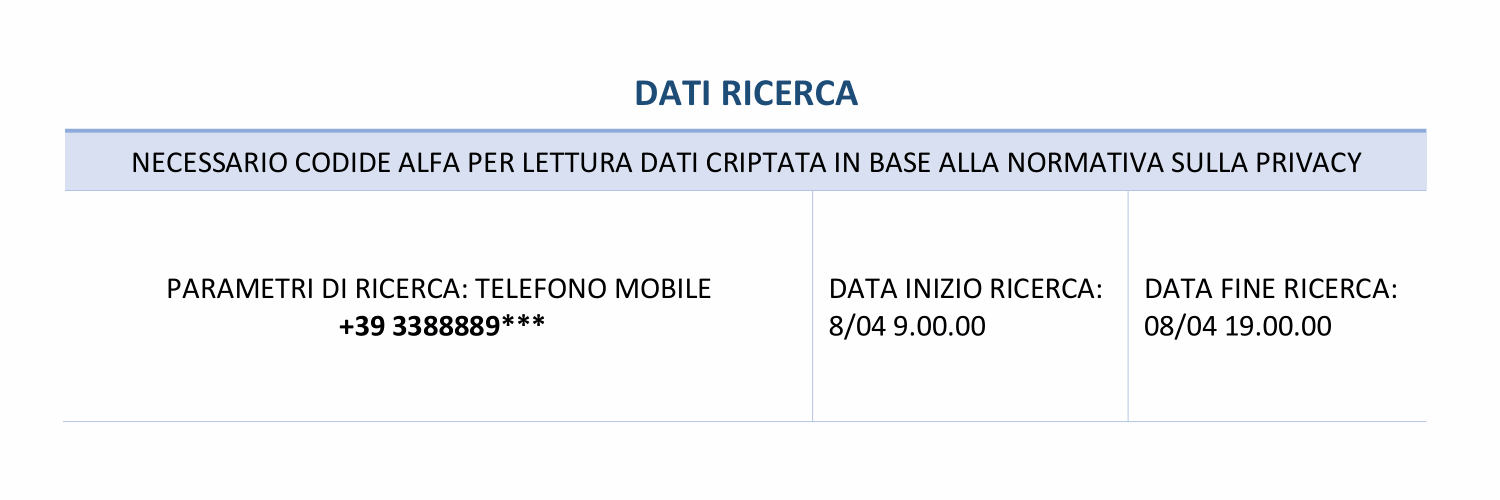 DATI RICERCA
NECESSARIO CODIDE ALFA PER LETTURA DATI CRIPTATA IN BASE ALLA NORMATIVA SULLA PRIVACY
PARAMETRI DI RICERCA: TELEFONO MOBILE
+39 3388889***
DATA INIZIO RICERCA:
8/04 9.00.00
DATA FINE RICERCA:
08/04 19.00.00